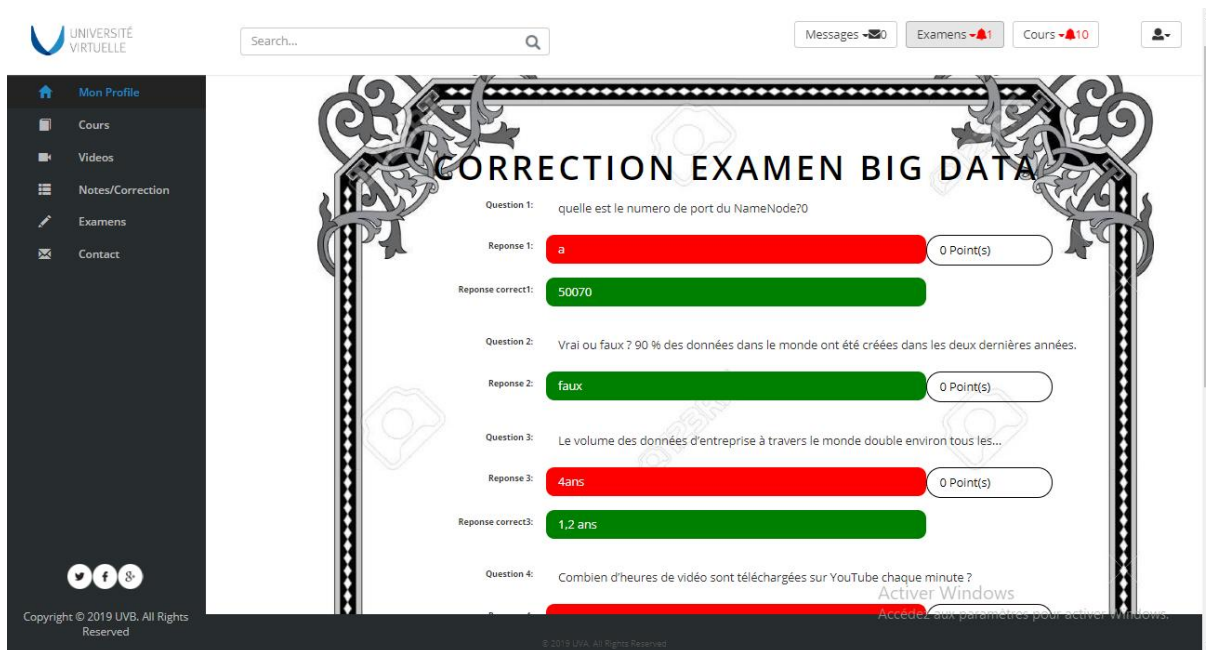 UNIVERSITÉ
VIRTUELLE
Search...
Messages 0
Examens 1
Cours 10
Mon Profile
Cours
Videos
Notes/Correction
Examens
Contact
CORRECTION EXAMEN BIG DATA
Question 1: quelle est le numero de port du NameNode?0
Reponse 1: a 0 Point(s)
Reponse correct1: 50070
Question 2: Vrai ou faux ? 90 % des données dans le monde ont été créées dans les deux dernières années.
Reponse 2: faux 0 Point(s)
Question 3: Le volume des données d'entreprise à travers le monde double environ tous les...
Reponse 3: 4ans 0 Point(s)
Reponse correct3: 1,2 ans
Question 4: Combien d'heures de vidéo sont téléchargées sur YouTube chaque minute ?
Activer Windows
Accédez aux paramètres pour activer Windows.
Copyright © 2019 UVB. All Rights
Reserved
© 2019 UVA. All Rights Reserved